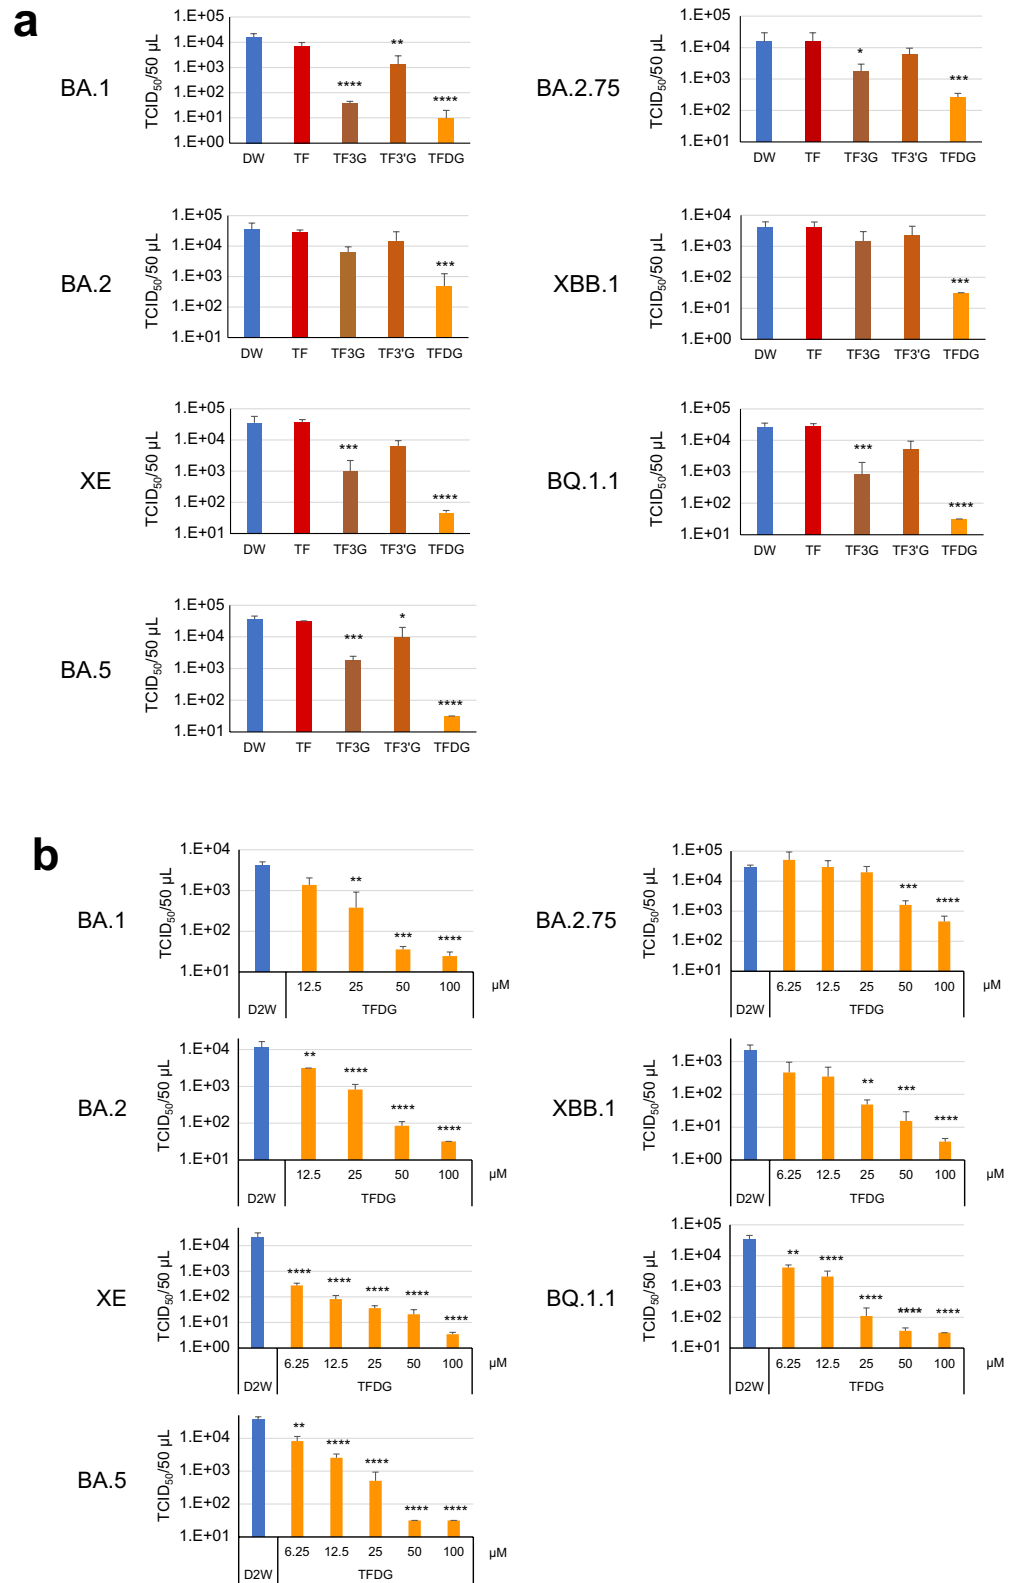 a
BA.1
TCID50/50 µL
1.E+05
1.E+04
1.E+03
1.E+02
1.E+01
1.E+00
****
**
****
DW TF TF3G TF3'G TFDG
BA.2.75
TCID50/50 µL
1.E+05
1.E+04
1.E+03
1.E+02
1.E+01
*
***
DW TF TF3G TF3'G TFDG
BA.2
TCID50/50 µL
1.E+05
1.E+04
1.E+03
1.E+02
1.E+01
***
DW TF TF3G TF3'G TFDG
XBB.1
TCID50/50 µL
1.E+04
1.E+03
1.E+02
1.E+01
1.E+00
***
DW TF TF3G TF3'G TFDG
XE
TCID50/50 µL
1.E+05
1.E+04
1.E+03
1.E+02
1.E+01
***
****
DW TF TF3G TF3'G TFDG
BQ.1.1
TCID50/50 µL
1.E+05
1.E+04
1.E+03
1.E+02
1.E+01
***
****
DW TF TF3G TF3'G TFDG
BA.5
TCID50/50 µL
1.E+05
1.E+04
1.E+03
1.E+02
1.E+01
***
*
****
DW TF TF3G TF3'G TFDG
b
BA.1
TCID50/50 µL
1.E+04
1.E+03
1.E+02
1.E+01
**
***
****
12.5 25 50 100 µM
D2W TFDG
BA.2.75
TCID50/50 µL
1.E+05
1.E+04
1.E+03
1.E+02
1.E+01
***
****
6.25 12.5 25 50 100 µM
D2W TFDG
BA.2
TCID50/50 µL
1.E+04
1.E+03
1.E+02
1.E+01
**
****
****
****
12.5 25 50 100 µM
D2W TFDG
XBB.1
TCID50/50 µL
1.E+03
1.E+02
1.E+01
1.E+00
**
***
****
6.25 12.5 25 50 100 µM
D2W TFDG
XE
TCID50/50 µL
1.E+04
1.E+03
1.E+02
1.E+01
1.E+00
****
****
****
****
****
6.25 12.5 25 50 100 µM
D2W TFDG
BQ.1.1
TCID50/50 µL
1.E+05
1.E+04
1.E+03
1.E+02
1.E+01
**
****
****
****
****
6.25 12.5 25 50 100 µM
D2W TFDG
BA.5
TCID50/50 µL
1.E+04
1.E+03
1.E+02
1.E+01
**
****
****
****
****
6.25 12.5 25 50 100 µM
D2W TFDG